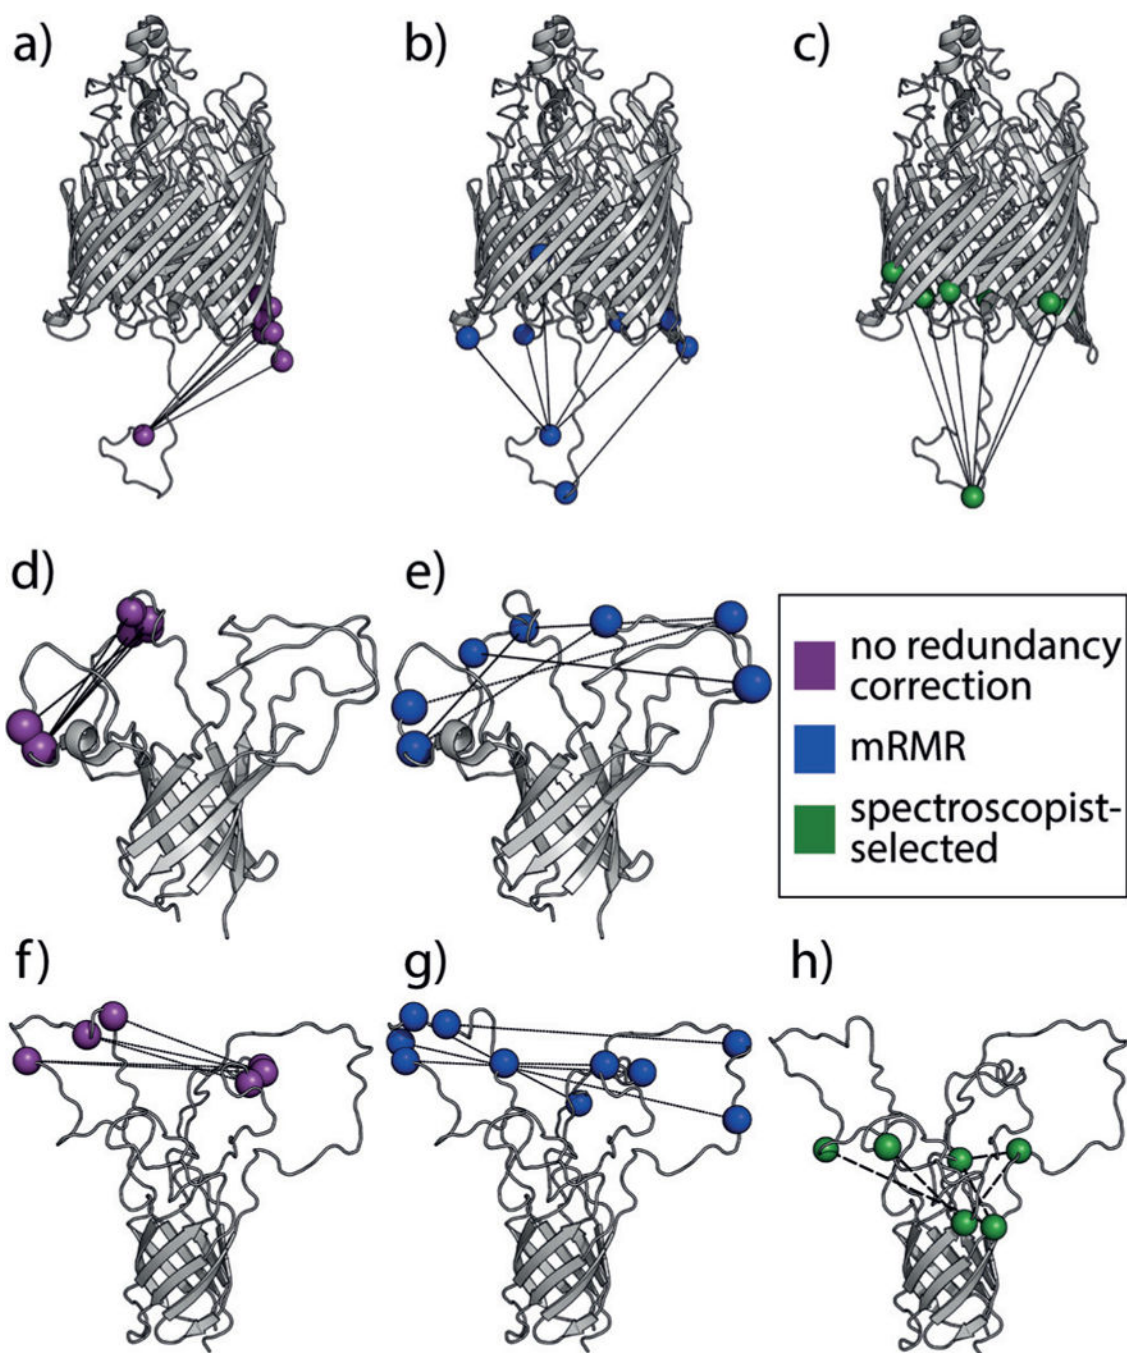 a)
b)
c)
d)
e)
no redundancy
correction
mRMR
spectroscopist-
selected
f)
g)
h)